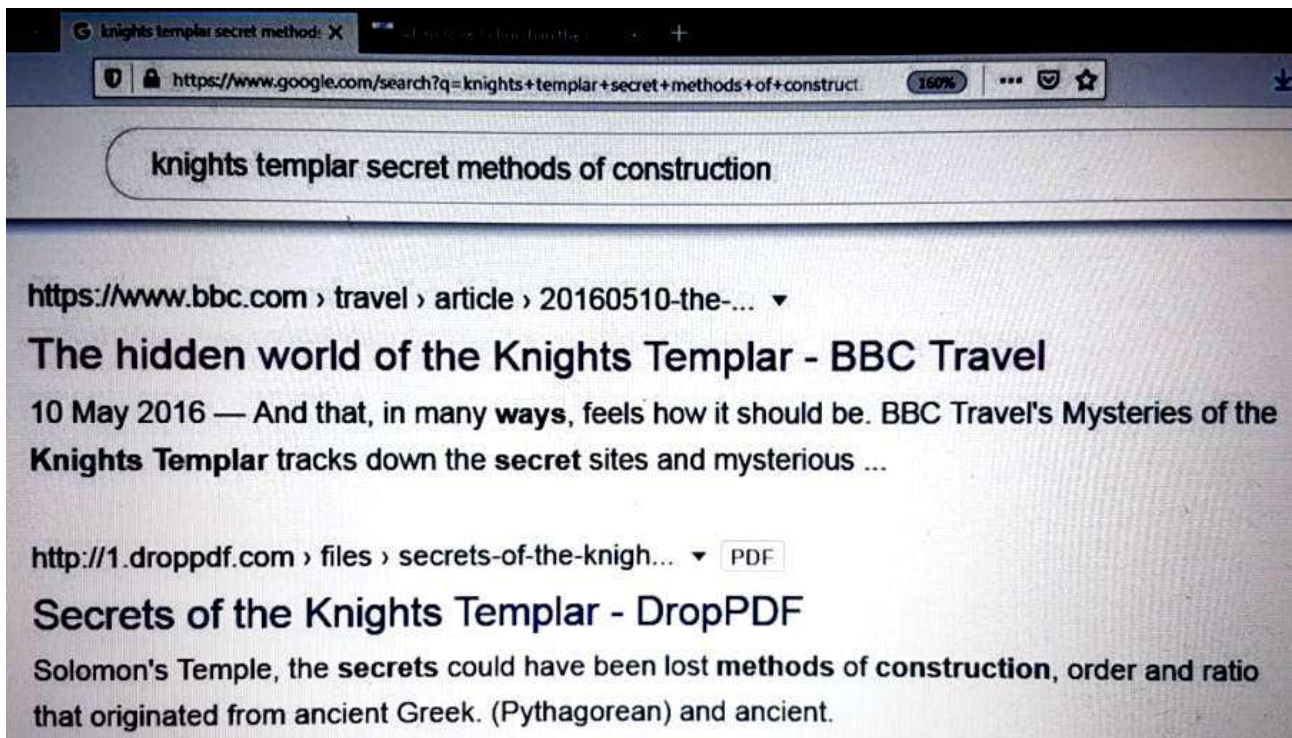 knights templar secret method:
https://www.google.com/search?q=knights+templar+secret+methods+of+construct
160%
knights templar secret methods of construction
https://www.bbc.com › travel › article › 20160510-the-...
The hidden world of the Knights Templar - BBC Travel
10 May 2016 — And that, in many ways, feels how it should be. BBC Travel's Mysteries of the
Knights Templar tracks down the secret sites and mysterious ...
http://1.droppdf.com › files › secrets-of-the-knigh... PDF
Secrets of the Knights Templar - DropPDF
Solomon's Temple, the secrets could have been lost methods of construction, order and ratio
that originated from ancient Greek. (Pythagorean) and ancient.